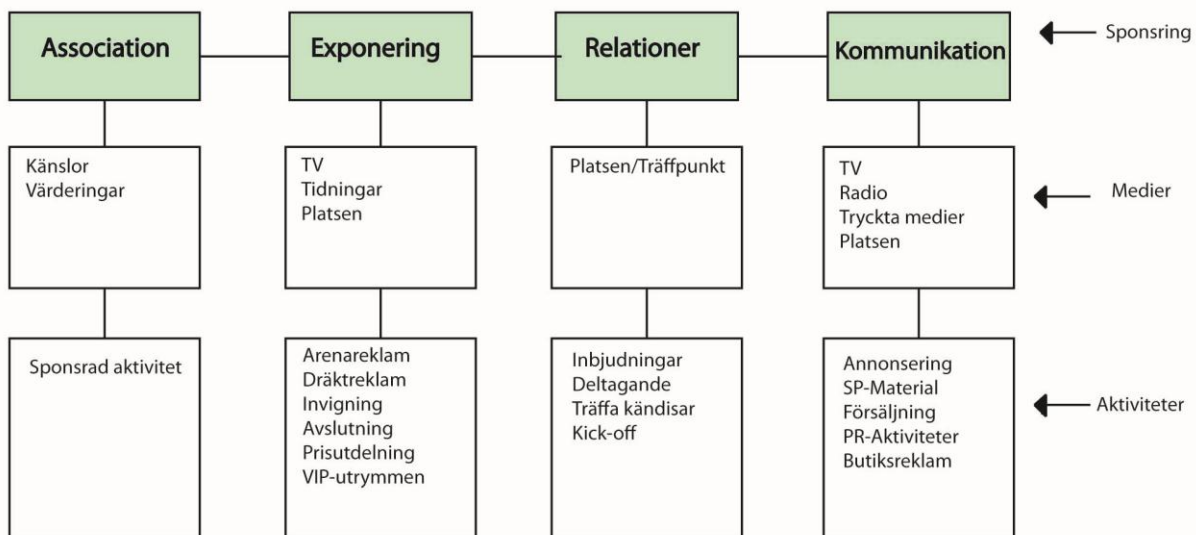 Association
Exponering
Relationer
Kommunikation
Sponsring
Känslor
Värderingar
TV
Tidningar
Platsen
Platsen/Träffpunkt
TV
Radio
Tryckta medier
Platsen
Medier
Sponsrad aktivitet
Arenareklam
Dräktreklam
Invigning
Avslutning
Prisutdelning
VIP-utrymmen
Inbjudningar
Deltagande
Träffa kändisar
Kick-off
Annonsering
SP-Material
Försäljning
PR-Aktiviteter
Butiksreklam
Aktiviteter